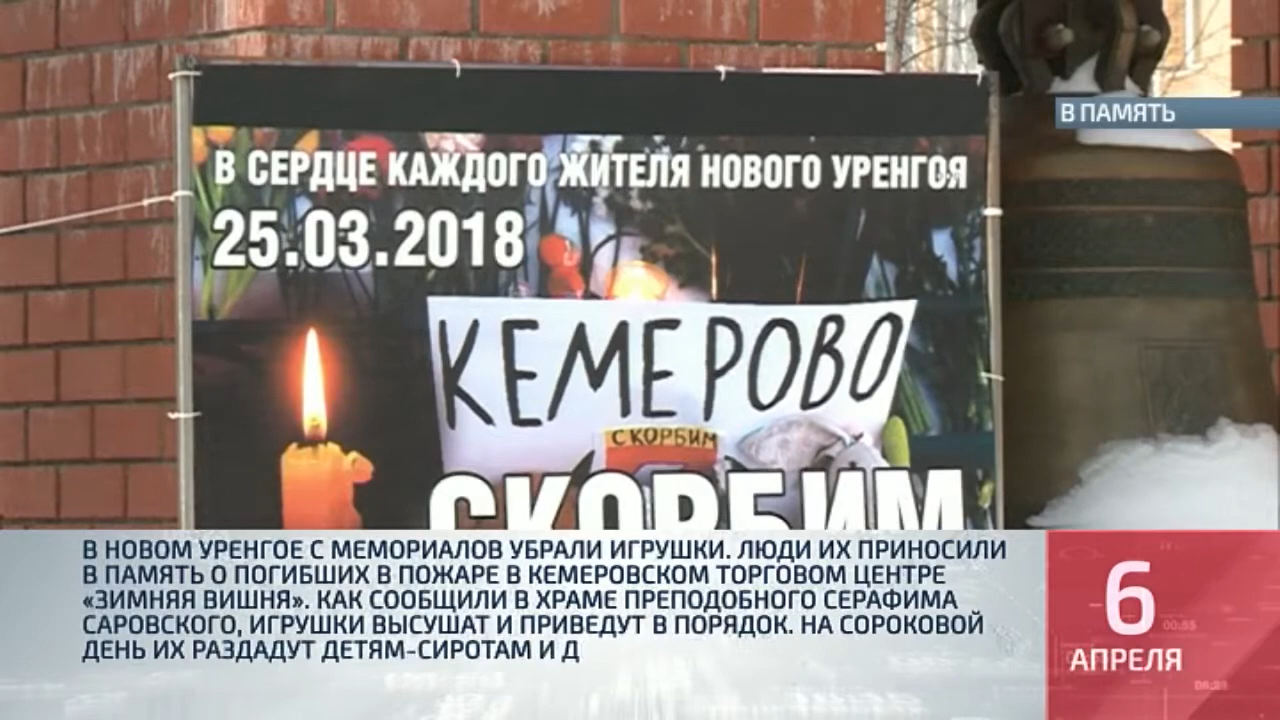 В ПАМЯТЬ
В СЕРДЦЕ КАЖДОГО ЖИТЕЛЯ НОВОГО УРЕНГОЯ
25.03.2018
КЕМЕРОВО
СКОРБИМ
СКОРБИМ
В НОВОМ УРЕНГОЕ С МЕМОРИАЛОВ УБРАЛИ ИГРУШКИ. ЛЮДИ ИХ ПРИНОСИЛИ
В ПАМЯТЬ О ПОГИБШИХ В ПОЖАРЕ В КЕМЕРОВСКОМ ТОРГОВОМ ЦЕНТРЕ
«ЗИМНЯЯ ВИШНЯ». КАК СООБЩИЛИ В ХРАМЕ ПРЕПОДОБНОГО СЕРАФИМА
САРОВСКОГО, ИГРУШКИ ВЫСУШАТ И ПРИВЕДУТ В ПОРЯДОК. НА СОРОКОВОЙ
ДЕНЬ ИХ РАЗДАДУТ ДЕТЯМ-СИРОТАМ И Д
6
АПРЕЛЯ